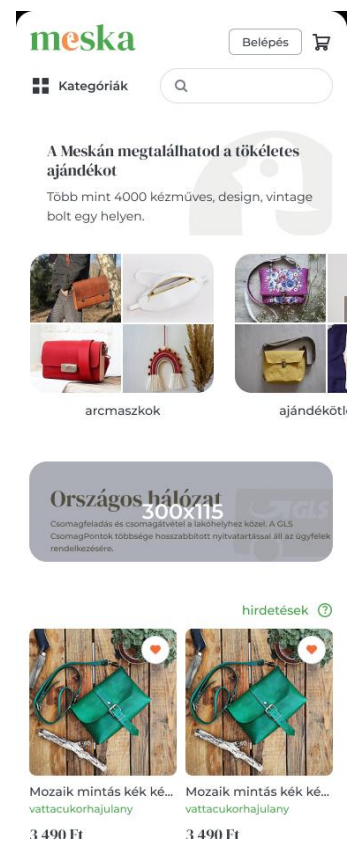 meska
Belépés
Kategóriák
A Meskán megtalálhatod a tökéletes
ajándékot
Több mint 4000 kézműves, design, vintage
bolt egy helyen.
arcmaszkok
ajándékötl
Országos hálózat
300x115
GLS
Csomagfeladás és csomagátvétel a lakóhelyhez közel. A GLS
CsomagPontok többsége hosszabbított nyitvatartással áll az ügyfelek
rendelkezésére.
hirdetések ?
Mozaik mintás kék ké... Mozaik mintás kék ké...
vattacukorhajulany vattacukorhajulany
3 490 Ft 3 490 Ft